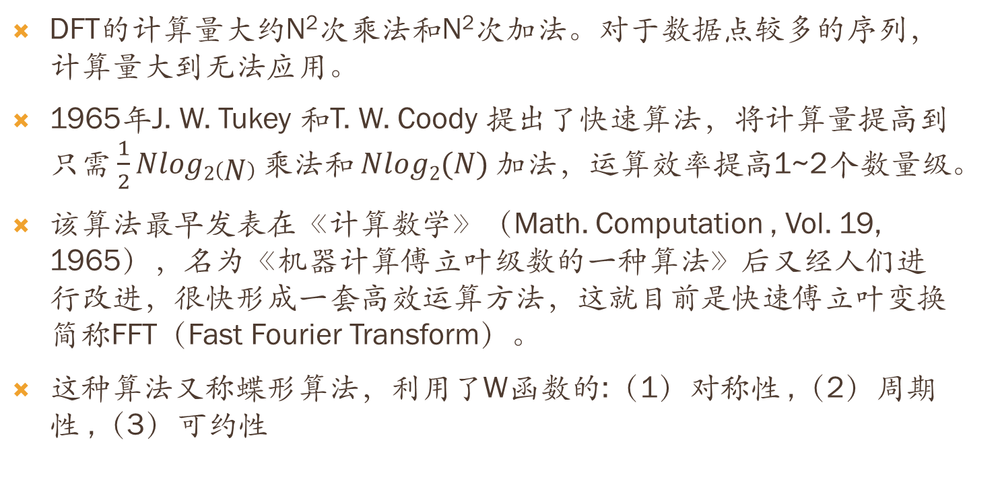 DFT的计算量大约N²次乘法和N²次加法。对于数据点较多的序列，
计算量大到无法应用。
1965年J. W. Tukey 和T. W. Coody 提出了快速算法，将计算量提高到
只需 $\frac{1}{2}Nlog_{2(N)}$ 乘法和 $Nlog_2(N)$ 加法，运算效率提高1~2个数量级。
该算法最早发表在《计算数学》（Math. Computation , Vol. 19,
1965），名为《机器计算傅立叶级数的一种算法》后又经人们进
行改进，很快形成一套高效运算方法，这就目前是快速傅立叶变换
简称FFT（Fast Fourier Transform）。
这种算法又称蝶形算法，利用了W函数的:（1）对称性 ,（2）周期
性 ,（3）可约性